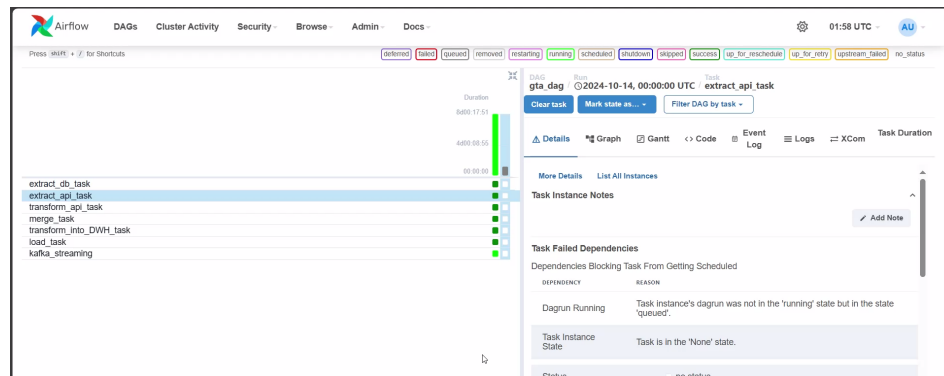 Airflow DAGs Cluster Activity Security Browse Admin Docs 01:58 UTC AU
Press shift + / for Shortcuts deferred failed queued removed restarting running scheduled shutdown skipped success up_for_reschedule up_for_retry upstream_failed no_status
DAG Run Task
gta_dag / 2024-10-14, 00:00:00 UTC / extract_api_task
Clear task Mark state as... Filter DAG by task
Duration
8d00:17:51
4d00:08:55
00:00:00
Details Graph Gantt <> Code Event Log Logs XCom Task Duration
extract_db_task
extract_api_task
transform_api_task
merge_task
transform_into_DWH_task
load_task
kafka_streaming
More Details List All Instances
Task Instance Notes
Add Note
Task Failed Dependencies
Dependencies Blocking Task From Getting Scheduled
DEPENDENCY REASON
Dagrun Running Task instance's dagrun was not in the 'running' state but in the state
'queued'.
Task Instance
State Task is in the 'None' state.
Status no_status